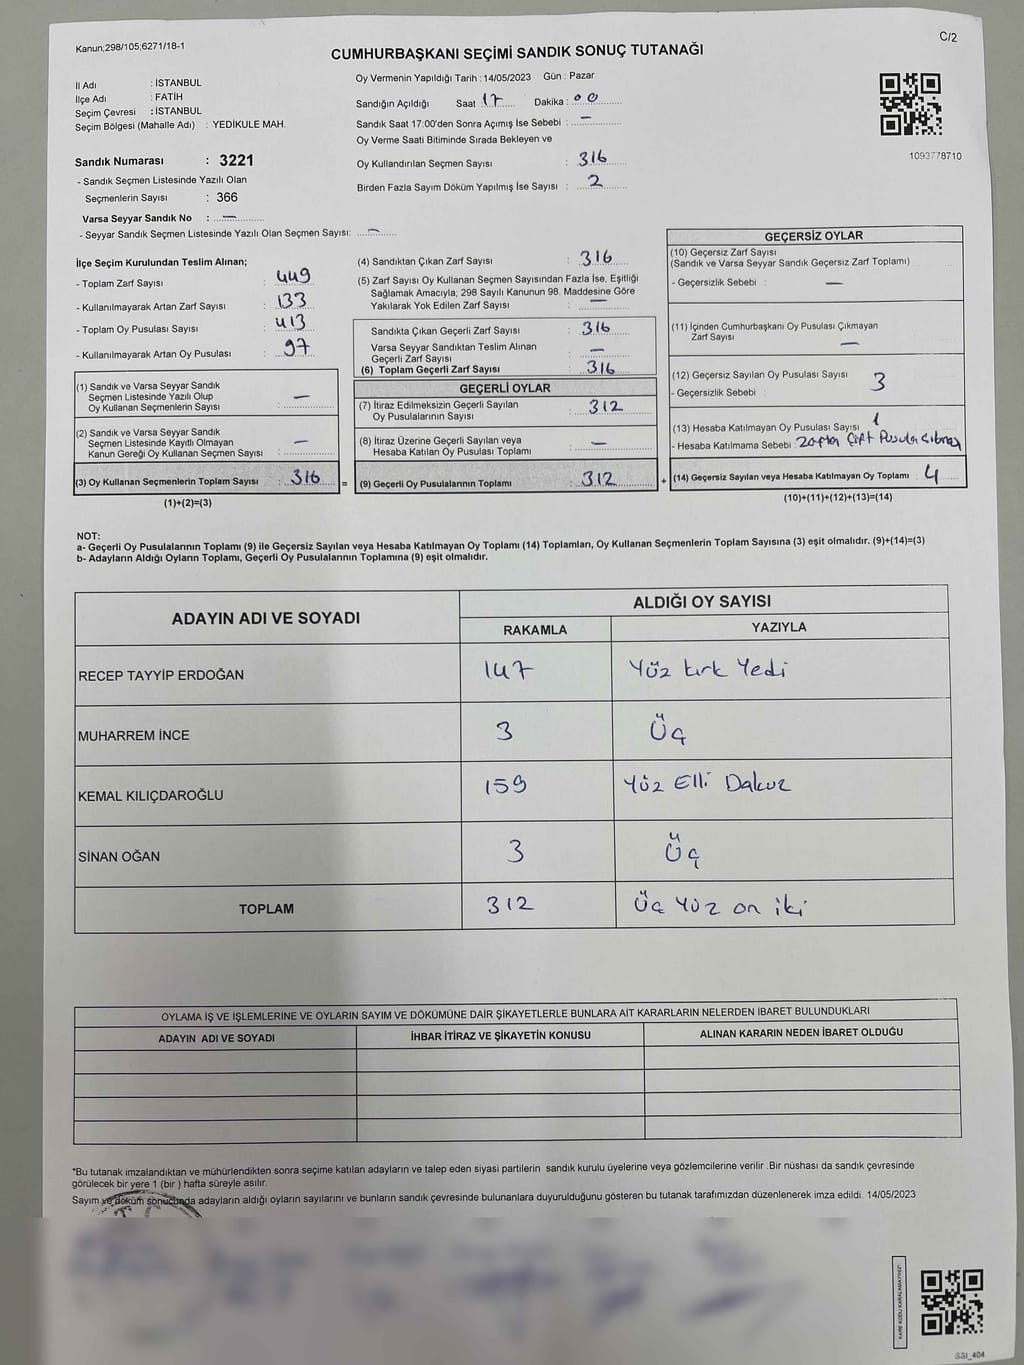 Kanun;298/105;6271/18-1
C/2
CUMHURBAŞKANI SEÇİMİ SANDIK SONUÇ TUTANAĞI
İl Adı : İSTANBUL
İlçe Adı : FATİH
Seçim Çevresi : İSTANBUL
Seçim Bölgesi (Mahalle Adı) : YEDİKULE MAH.
Sandık Numarası : 3221
- Sandık Seçmen Listesinde Yazılı Olan
Seçmenlerin Sayısı : 366
Varsa Seyyar Sandık No : —
- Seyyar Sandık Seçmen Listesinde Yazılı Olan Seçmen Sayısı: —
Oy Vermenin Yapıldığı Tarih : 14/05/2023 Gün : Pazar
Sandığın Açıldığı Saat 17 Dakika : 00
Sandık Saat 17:00'den Sonra Açımış İse Sebebi : —
Oy Verme Saati Bitiminde Sırada Bekleyen ve
Oy Kullandırılan Seçmen Sayısı : 316
Birden Fazla Sayım Döküm Yapılmış İse Sayısı : 2
1093778710
İlçe Seçim Kurulundan Teslim Alınan;
- Toplam Zarf Sayısı : 449
- Kullanılmayarak Artan Zarf Sayısı : 133
- Toplam Oy Pusulası Sayısı : 413
- Kullanılmayarak Artan Oy Pusulası : 97
(1) Sandık ve Varsa Seyyar Sandık
Seçmen Listesinde Yazılı Olup
Oy Kullanan Seçmenlerin Sayısı : —
(2) Sandık ve Varsa Seyyar Sandık
Seçmen Listesinde Kayıtlı Olmayan
Kanun Gereği Oy Kullanan Seçmen Sayısı : —
(3) Oy Kullanan Seçmenlerin Toplam Sayısı : 316
(1)+(2)=(3)
=
(4) Sandıktan Çıkan Zarf Sayısı : 316
(5) Zarf Sayısı Oy Kullanan Seçmen Sayısından Fazla İse, Eşitliği
Sağlamak Amacıyla; 298 Sayılı Kanunun 98. Maddesine Göre
Yakılarak Yok Edilen Zarf Sayısı : —
Sandıkta Çıkan Geçerli Zarf Sayısı : 316
Varsa Seyyar Sandıktan Teslim Alınan
Geçerli Zarf Sayısı : —
(6) Toplam Geçerli Zarf Sayısı : 316
GEÇERLİ OYLAR
(7) İtiraz Edilmeksizin Geçerli Sayılan
Oy Pusulalarının Sayısı : 312
(8) İtiraz Üzerine Geçerli Sayılan veya
Hesaba Katılan Oy Pusulası Toplamı : —
(9) Geçerli Oy Pusulalarının Toplamı : 312
+
GEÇERSİZ OYLAR
(10) Geçersiz Zarf Sayısı
(Sandık ve Varsa Seyyar Sandık Geçersiz Zarf Toplamı)
- Geçersizlik Sebebi : —
(11) İçinden Cumhurbaşkanı Oy Pusulası Çıkmayan
Zarf Sayısı —
(12) Geçersiz Sayılan Oy Pusulası Sayısı : 3
- Geçersizlik Sebebi :
(13) Hesaba Katılmayan Oy Pusulası Sayısı : 1
- Hesaba Katılmama Sebebi : Zaftan Çift Pusula
(14) Geçersiz Sayılan veya Hesaba Katılmayan Oy Toplamı : 4
(10)+(11)+(12)+(13)=(14)
NOT:
a- Geçerli Oy Pusulalarının Toplamı (9) ile Geçersiz Sayılan veya Hesaba Katılmayan Oy Toplamı (14) Toplamları, Oy Kullanan Seçmenlerin Toplam Sayısına (3) eşit olmalıdır. (9)+(14)=(3)
b- Adayların Aldığı Oyların Toplamı, Geçerli Oy Pusulalarının Toplamına (9) eşit olmalıdır.
ADAYIN ADI VE SOYADI
ALDIĞI OY SAYISI
RAKAMLA YAZIYLA
RECEP TAYYİP ERDOĞAN 147 Yüz kırk Yedi
MUHARREM İNCE 3 Üç
KEMAL KILIÇDAROĞLU 159 Yüz Elli Dokuz
SİNAN OĞAN 3 Üç
TOPLAM 312 Üç Yüz on iki
OYLAMA İŞ VE İŞLEMLERİNE VE OYLARIN SAYIM VE DÖKÜMÜNE DAİR ŞİKAYETLERLE BUNLARA AİT KARARLARIN NELERDEN İBARET BULUNDUKLARI
ADAYIN ADI VE SOYADI İHBAR İTİRAZ VE ŞİKAYETİN KONUSU ALINAN KARARIN NEDEN İBARET OLDUĞU
*Bu tutanak imzalandıktan ve mühürlendikten sonra seçime katılan adayların ve talep eden siyasi partilerin sandık kurulu üyelerine veya gözlemcilerine verilir .Bir nüshası da sandık çevresinde
görülecek bir yere 1 (bir ) hafta süreyle asılır.
Sayım ve döküm sonucunda adayların aldığı oyların sayılarını ve bunların sandık çevresinde bulunanlara duyurulduğunu gösteren bu tutanak tarafımızdan düzenlenerek imza edildi. 14/05/2023
T.C.
KARE KODU KARALAMAYINIZ!
SSI_404